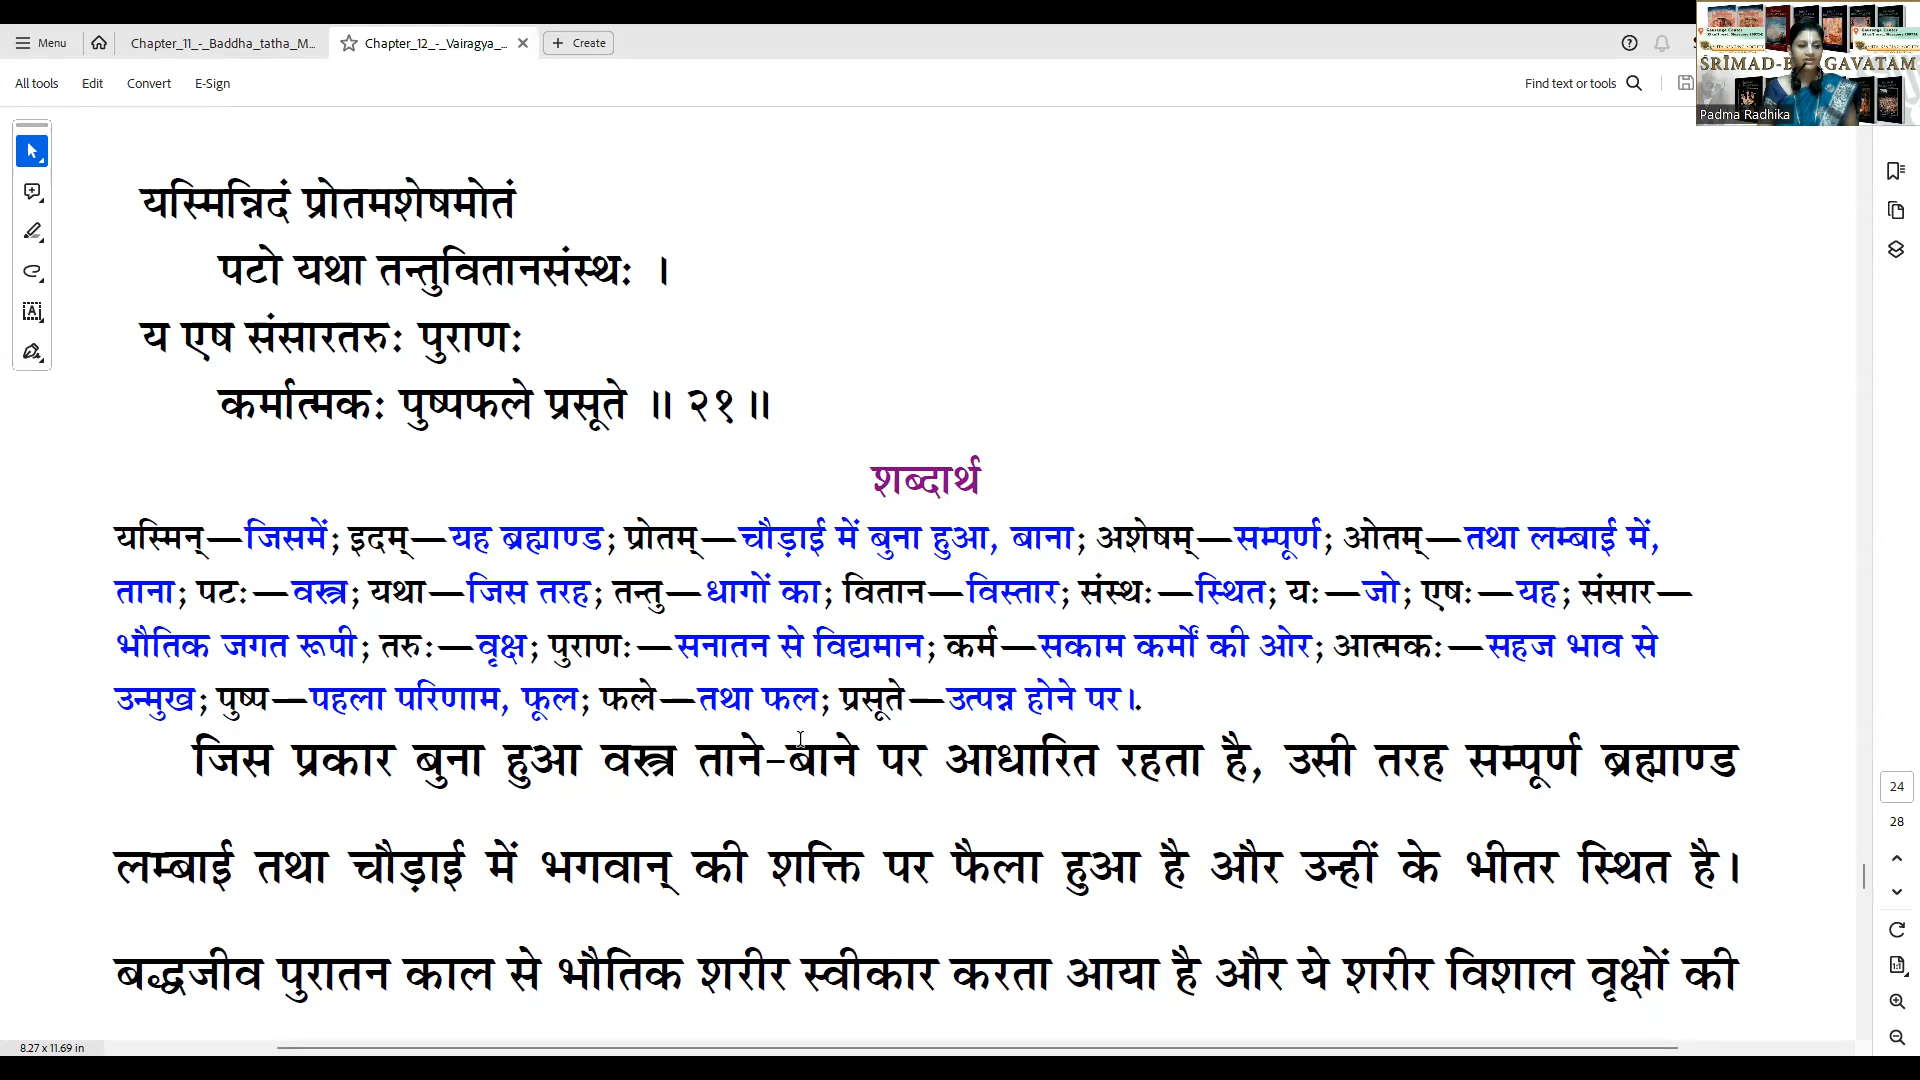 Menu
Chapter_11_-_Baddha_tatha_M...
Chapter_12_-_Vairagya_...
Create
All tools
Edit
Convert
E-Sign
Find text or tools
ŚRĪMAD-BHĀGAVATAM
Padma Radhika
यस्मिन्निदं प्रोतमशेषमोतं
पटो यथा तन्तुवितानसंस्थः ।
य एष संसारतरुः पुराणः
कर्मात्मकः पुष्पफले प्रसूते ॥ २१॥
शब्दार्थ
यस्मिन्—जिसमें; इदम्—यह ब्रह्माण्ड; प्रोतम्—चौड़ाई में बुना हुआ, बाना; अशेषम्—सम्पूर्ण; ओतम्—तथा लम्बाई में,
ताना; पटः—वस्त्र; यथा—जिस तरह; तन्तु—धागों का; वितान—विस्तार; संस्थः—स्थित; यः—जो; एषः—यह; संसार—
भौतिक जगत रूपी; तरुः—वृक्ष; पुराणः—सनातन से विद्यमान; कर्म—सकाम कर्मों की ओर; आत्मकः—सहज भाव से
उन्मुख; पुष्प—पहला परिणाम, फूल; फले—तथा फल; प्रसूते—उत्पन्न होने पर।.
जिस प्रकार बुना हुआ वस्त्र ताने-बाने पर आधारित रहता है, उसी तरह सम्पूर्ण ब्रह्माण्ड
लम्बाई तथा चौड़ाई में भगवान् की शक्ति पर फैला हुआ है और उन्हीं के भीतर स्थित है।
बद्धजीव पुरातन काल से भौतिक शरीर स्वीकार करता आया है और ये शरीर विशाल वृक्षों की
24
28
8.27 x 11.69 in